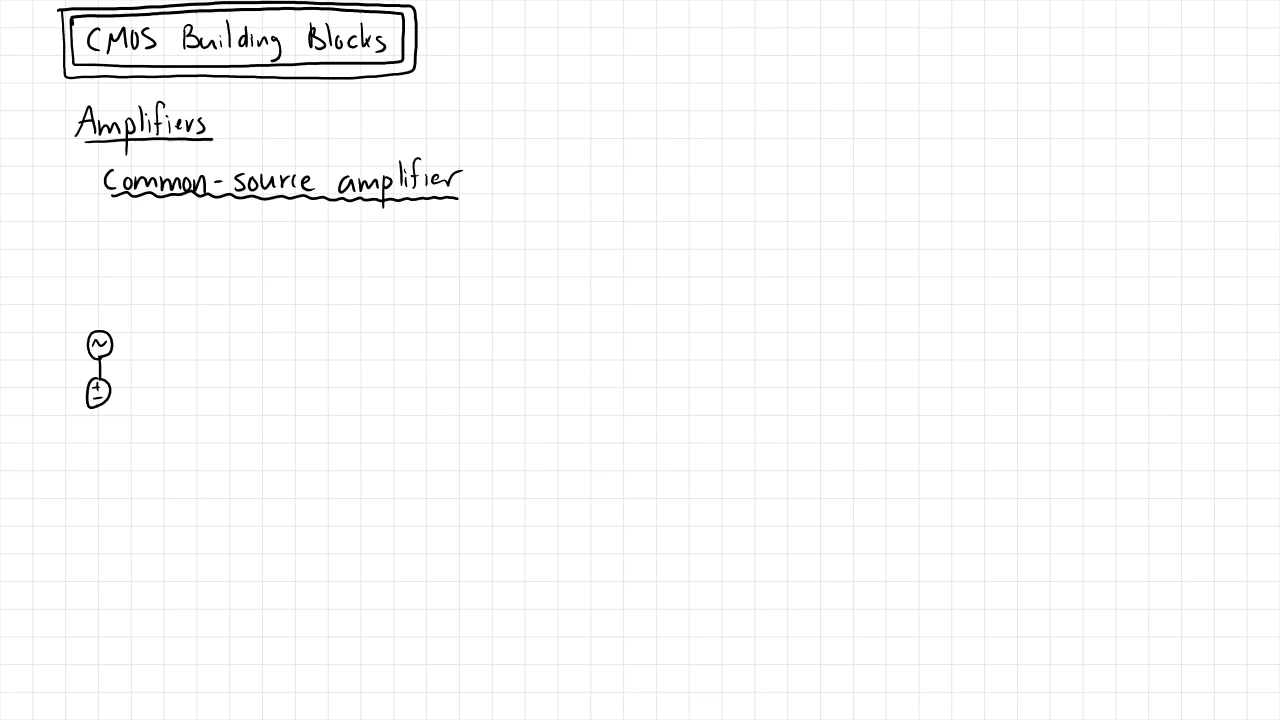 CMOS Building Blocks
Amplifiers
Common-source amplifier
~
+
−